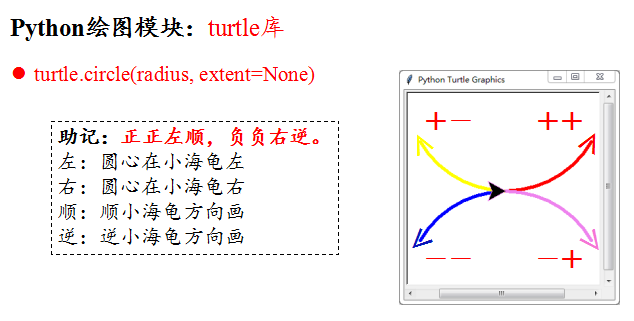 Python绘图模块：turtle库
turtle.circle(radius, extent=None)
助记：正正左顺，负负右逆。
左：圆心在小海龟左
右：圆心在小海龟右
顺：顺小海龟方向画
逆：逆小海龟方向画
Python Turtle Graphics
+− ++
−− −+